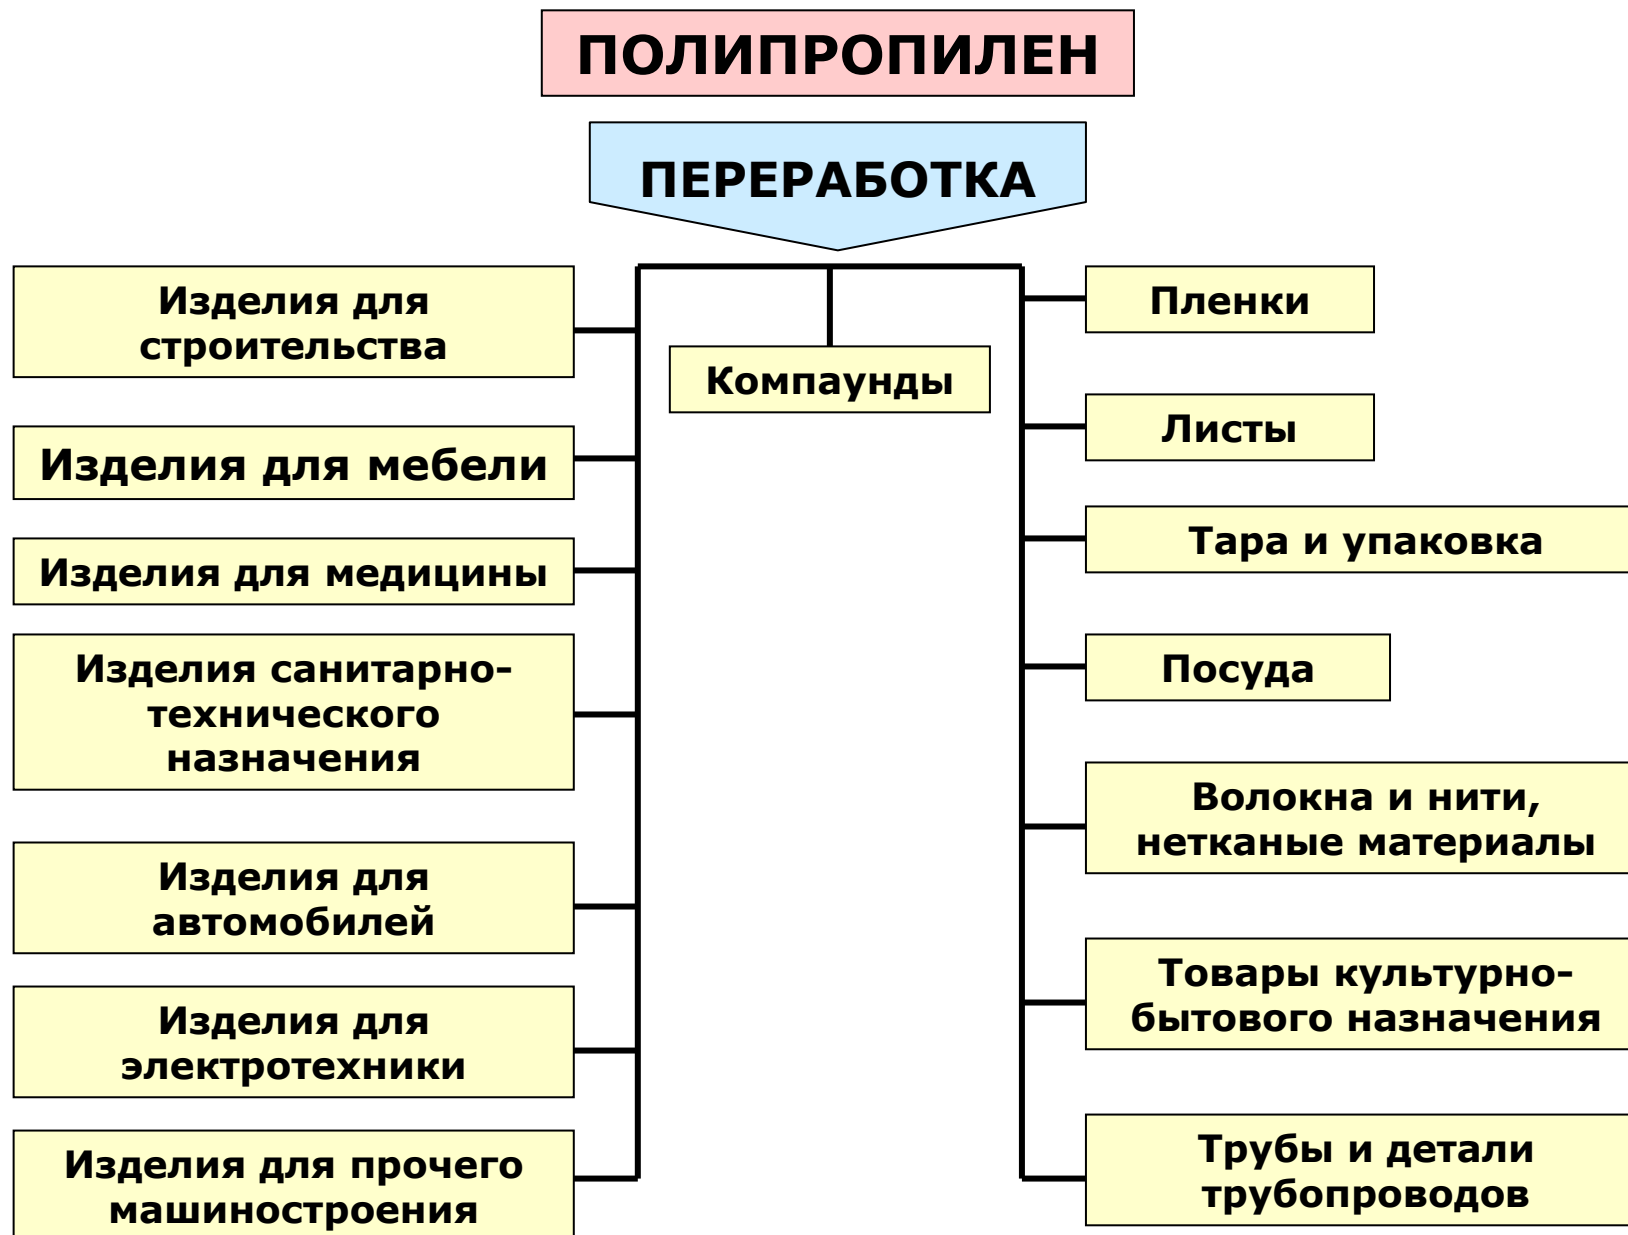 ПОЛИПРОПИЛЕН
ПЕРЕРАБОТКА
Изделия для
строительства
Изделия для мебели
Изделия для медицины
Изделия санитарно-
технического
назначения
Изделия для
автомобилей
Изделия для
электротехники
Изделия для прочего
машиностроения
Компаунды
Пленки
Листы
Тара и упаковка
Посуда
Волокна и нити,
нетканые материалы
Товары культурно-
бытового назначения
Трубы и детали
трубопроводов